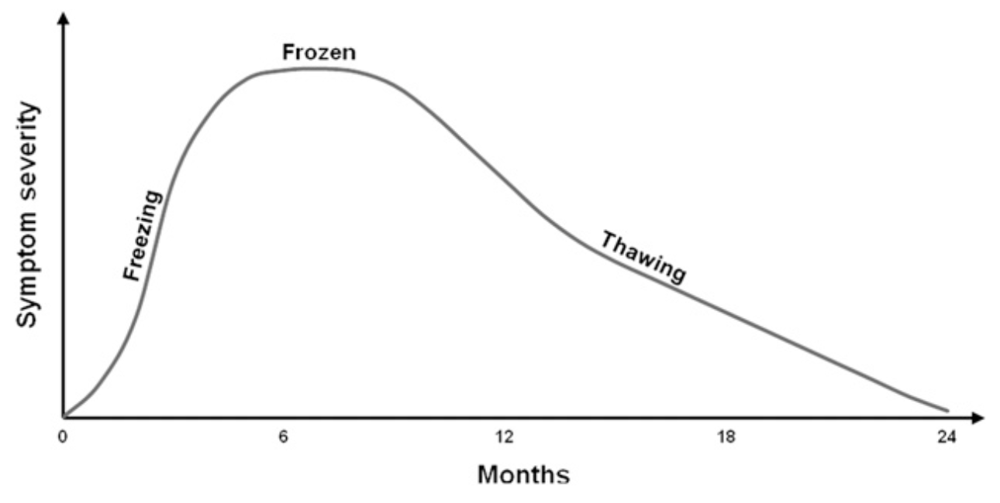 Frozen
Freezing
Thawing
Symptom severity
0
6
12
18
24
Months